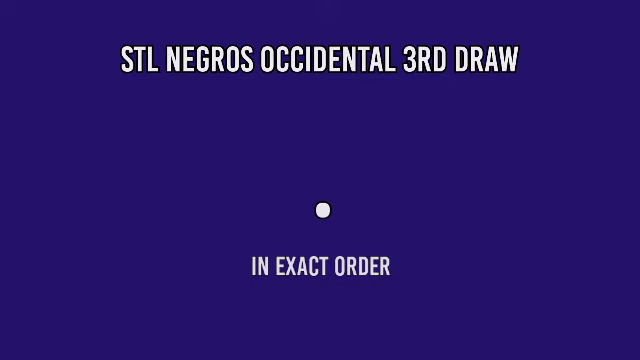 STL NEGROS OCCIDENTAL 3RD DRAW
IN EXACT ORDER